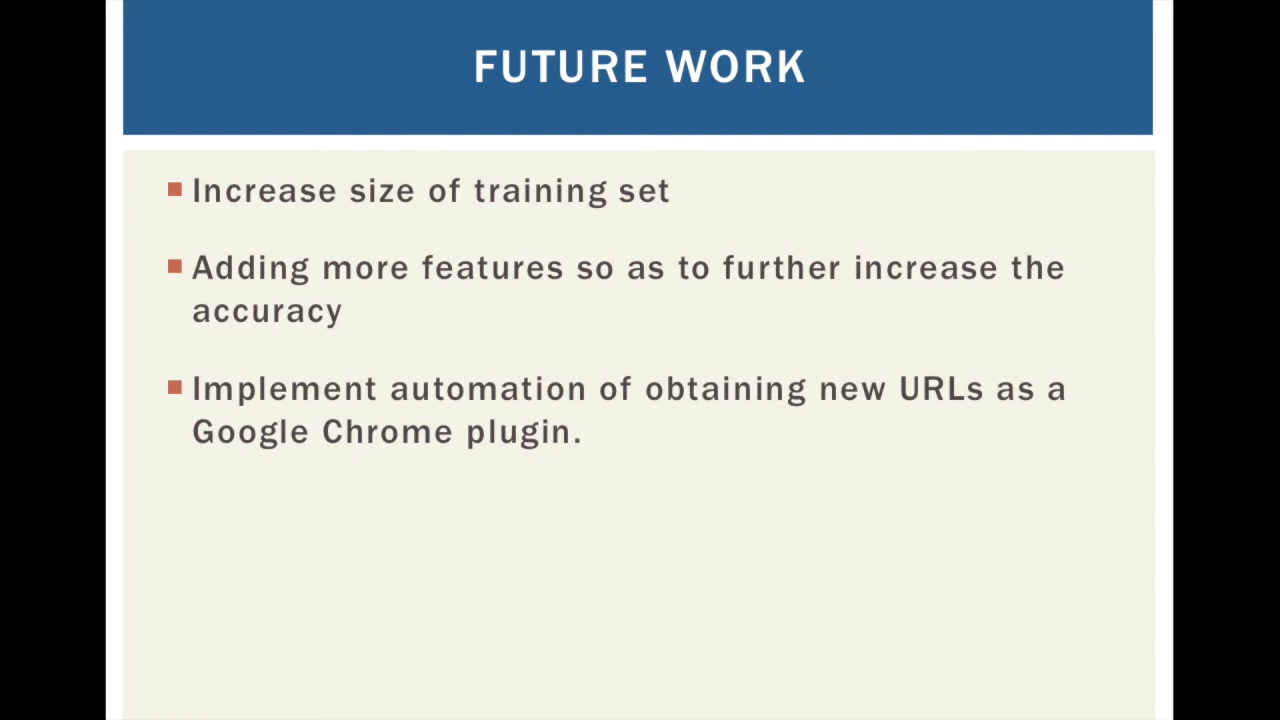 FUTURE WORK
Increase size of training set
Adding more features so as to further increase the
accuracy
Implement automation of obtaining new URLs as a
Google Chrome plugin.